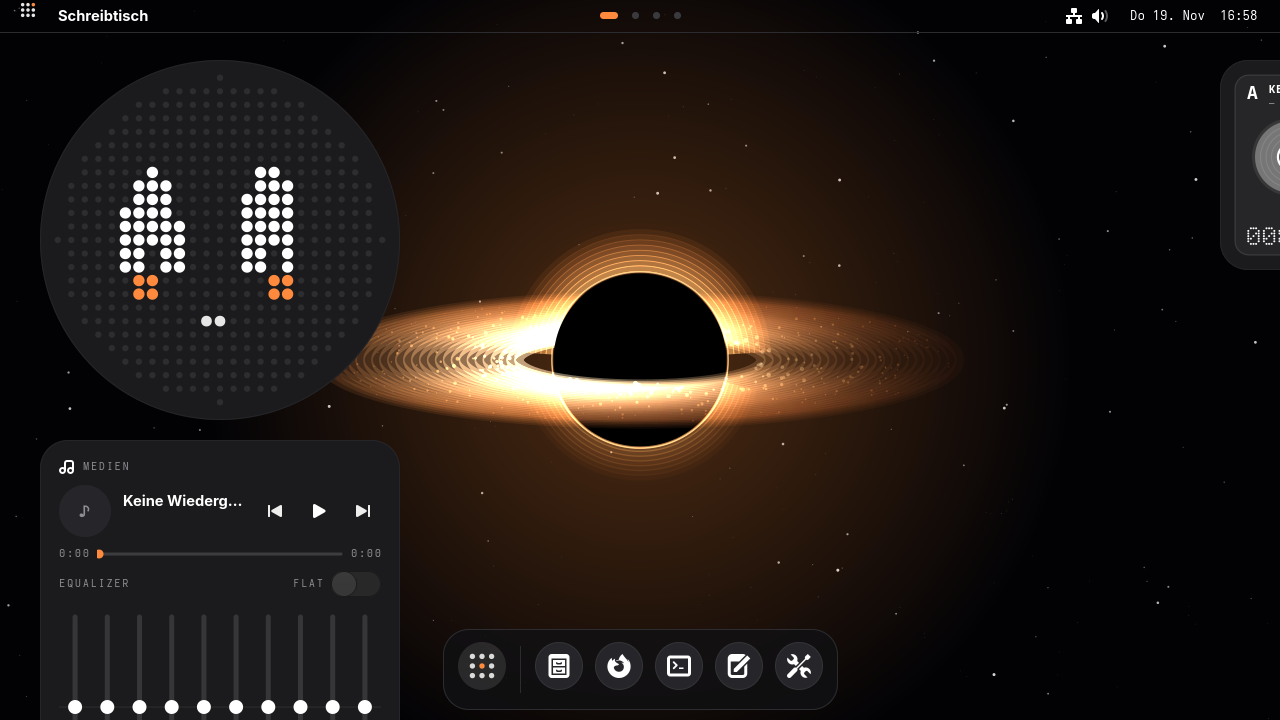 Schreibtisch
Do 19. Nov 16:58
A
MEDIEN
Keine Wiederg…
0:00
0:00
EQUALIZER
FLAT